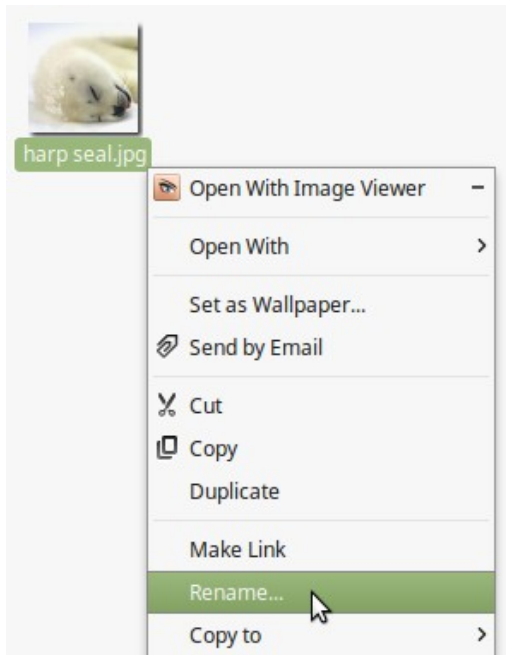 harp seal.jpg
Open With Image Viewer
Open With
Set as Wallpaper...
Send by Email
Cut
Copy
Duplicate
Make Link
Rename...
Copy to